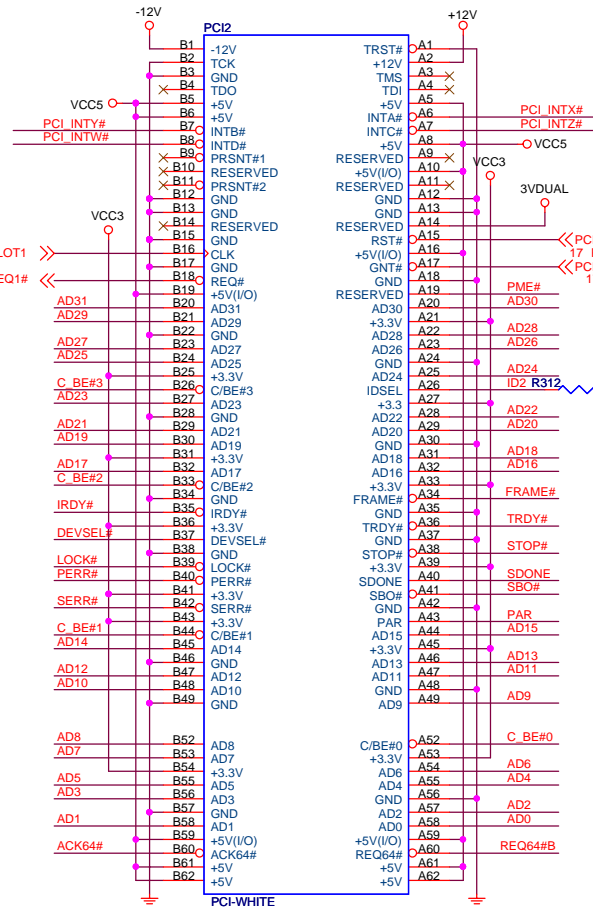 -12V +12V
PCI2
B1 -12V TRST# A1
B2 TCK +12V A2
B3 GND TMS A3
B4 TDO TDI A4
VCC5 B5 +5V +5V A5
B6 +5V INTA# A6 PCI_INTX#
PCI_INTY# B7 INTB# INTC# A7 PCI_INTZ#
PCI_INTW# B8 INTD# +5V A8 VCC5
B9 PRSNT#1 RESERVED A9
B10 RESERVED +5V(I/O) A10 VCC3
B11 PRSNT#2 RESERVED A11
B12 GND GND A12 3VDUAL
B13 GND GND A13
VCC3 B14 RESERVED RESERVED A14
B15 GND RST# A15 PC
LOT1 B16 CLK +5V(I/O) A16 17
B17 GND GNT# A17 PC
EQ1# B18 REQ# GND A18 1
B19 +5V(I/O) RESERVED A19 PME#
AD31 B20 AD31 AD30 A20 AD30
AD29 B21 AD29 +3.3V A21
B22 GND AD28 A22 AD28
AD27 B23 AD27 AD26 A23 AD26
AD25 B24 AD25 GND A24
B25 +3.3V AD24 A25 AD24
C_BE#3 B26 C/BE#3 IDSEL A26 ID2 R312
AD23 B27 AD23 +3.3 A27
B28 GND AD22 A28 AD22
AD21 B29 AD21 AD20 A29 AD20
AD19 B30 AD19 GND A30
B31 +3.3V AD18 A31 AD18
AD17 B32 AD17 AD16 A32 AD16
C_BE#2 B33 C/BE#2 +3.3V A33
B34 GND FRAME# A34 FRAME#
IRDY# B35 IRDY# GND A35
B36 +3.3V TRDY# A36 TRDY#
DEVSEL# B37 DEVSEL# GND A37
B38 GND STOP# A38 STOP#
LOCK# B39 LOCK# +3.3V A39
PERR# B40 PERR# SDONE A40 SDONE
B41 +3.3V SBO# A41 SBO#
SERR# B42 SERR# GND A42
B43 +3.3V PAR A43 PAR
C_BE#1 B44 C/BE#1 AD15 A44 AD15
AD14 B45 AD14 +3.3V A45
B46 GND AD13 A46 AD13
AD12 B47 AD12 AD11 A47 AD11
AD10 B48 AD10 GND A48
B49 GND AD9 A49 AD9
AD8 B52 AD8 C/BE#0 A52 C_BE#0
AD7 B53 AD7 +3.3V A53
B54 +3.3V AD6 A54 AD6
AD5 B55 AD5 AD4 A55 AD4
AD3 B56 AD3 GND A56
B57 GND AD2 A57 AD2
AD1 B58 AD1 AD0 A58 AD0
B59 +5V(I/O) +5V(I/O) A59
ACK64# B60 ACK64# REQ64# A60 REQ64#B
B61 +5V +5V A61
B62 +5V +5V A62
PCI-WHITE